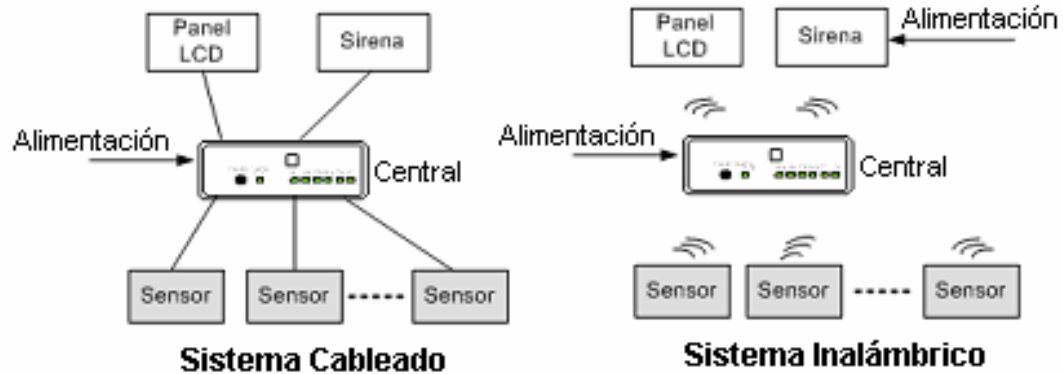 Panel
LCD
Sirena
Alimentación
Central
Sensor
Sensor
Sensor
Sistema Cableado
Panel
LCD
Sirena
Alimentación
Alimentación
Central
Sensor
Sensor
Sensor
Sistema Inalámbrico